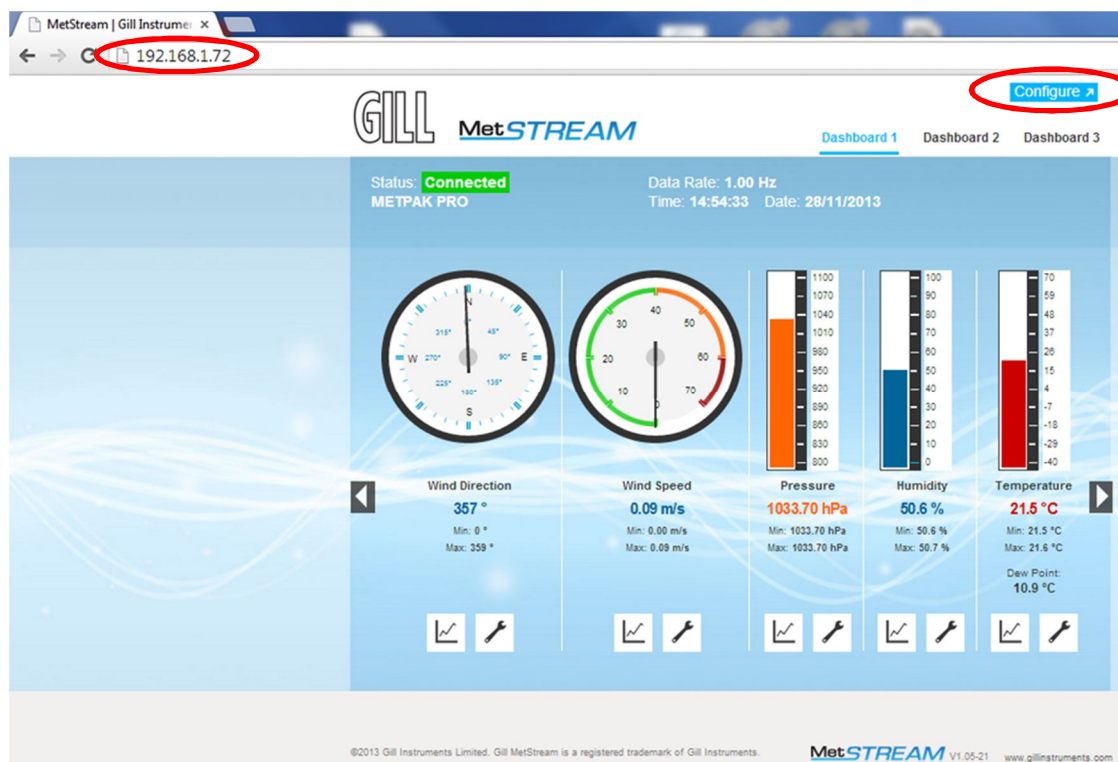 MetStream | Gill Instrumer ×
192.168.1.72
Configure
GILL MetSTREAM
Dashboard 1 Dashboard 2 Dashboard 3
Status: Connected Data Rate: 1.00 Hz
METPAK PRO Time: 14:54:33 Date: 28/11/2013
N
0°
45°
90°
E
135°
180°
S
225°
270°
W
315°
0
10
20
30
40
50
60
70
1100
1070
1040
1010
980
950
920
890
860
830
800
100
90
80
70
60
50
40
30
20
10
0
70
59
48
37
26
15
4
-7
-18
-29
-40
Wind Direction
357 °
Min: 0 °
Max: 359 °
Wind Speed
0.09 m/s
Min: 0.00 m/s
Max: 0.09 m/s
Pressure
1033.70 hPa
Min: 1033.70 hPa
Max: 1033.70 hPa
Humidity
50.6 %
Min: 50.6 %
Max: 50.7 %
Temperature
21.5 °C
Min: 21.5 °C
Max: 21.6 °C
Dew Point:
10.9 °C
©2013 Gill Instruments Limited. Gill MetStream is a registered trademark of Gill Instruments. MetSTREAM V1.05-21 www.gillinstruments.com